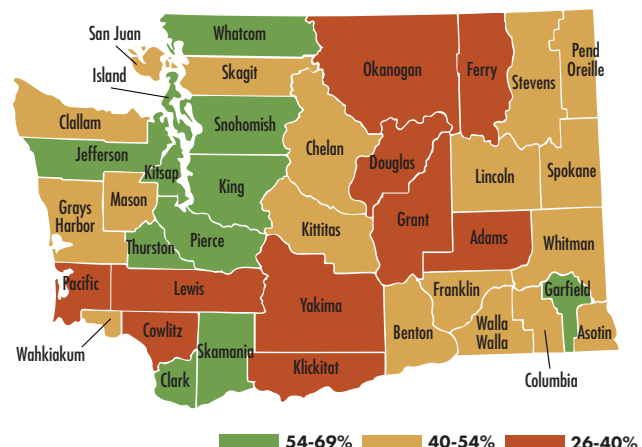 San Juan
Whatcom
Pend
Oreille
Island
Skagit
Okanogan
Ferry
Stevens
Clallam
Snohomish
Chelan
Jefferson
Douglas
Kitsap
King
Lincoln
Spokane
Mason
Grays
Harbor
Grant
Kittitas
Adams
Thurston
Pierce
Whitman
Pacific
Lewis
Yakima
Franklin
Garfield
Cowlitz
Skamania
Benton
Walla
Walla
Asotin
Wahkiakum
Clark
Klickitat
Columbia
54-69%
40-54%
26-40%